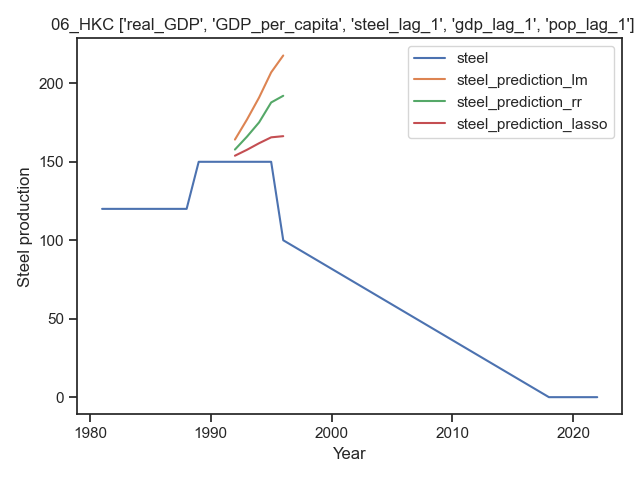 06_HKC ['real_GDP', 'GDP_per_capita', 'steel_lag_1', 'gdp_lag_1', 'pop_lag_1']
steel
steel_prediction_lm
steel_prediction_rr
steel_prediction_lasso
Steel production
200
150
100
50
0
1980
1990
2000
2010
2020
Year